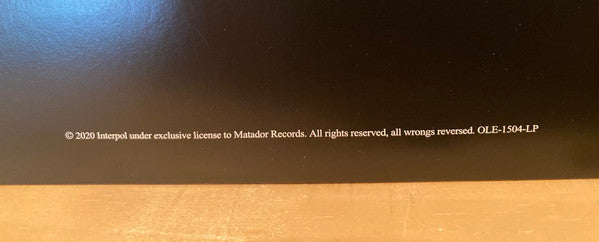 © 2020 Interpol under exclusive license to Matador Records. All rights reserved, all wrongs reversed. OLE-1504-LP